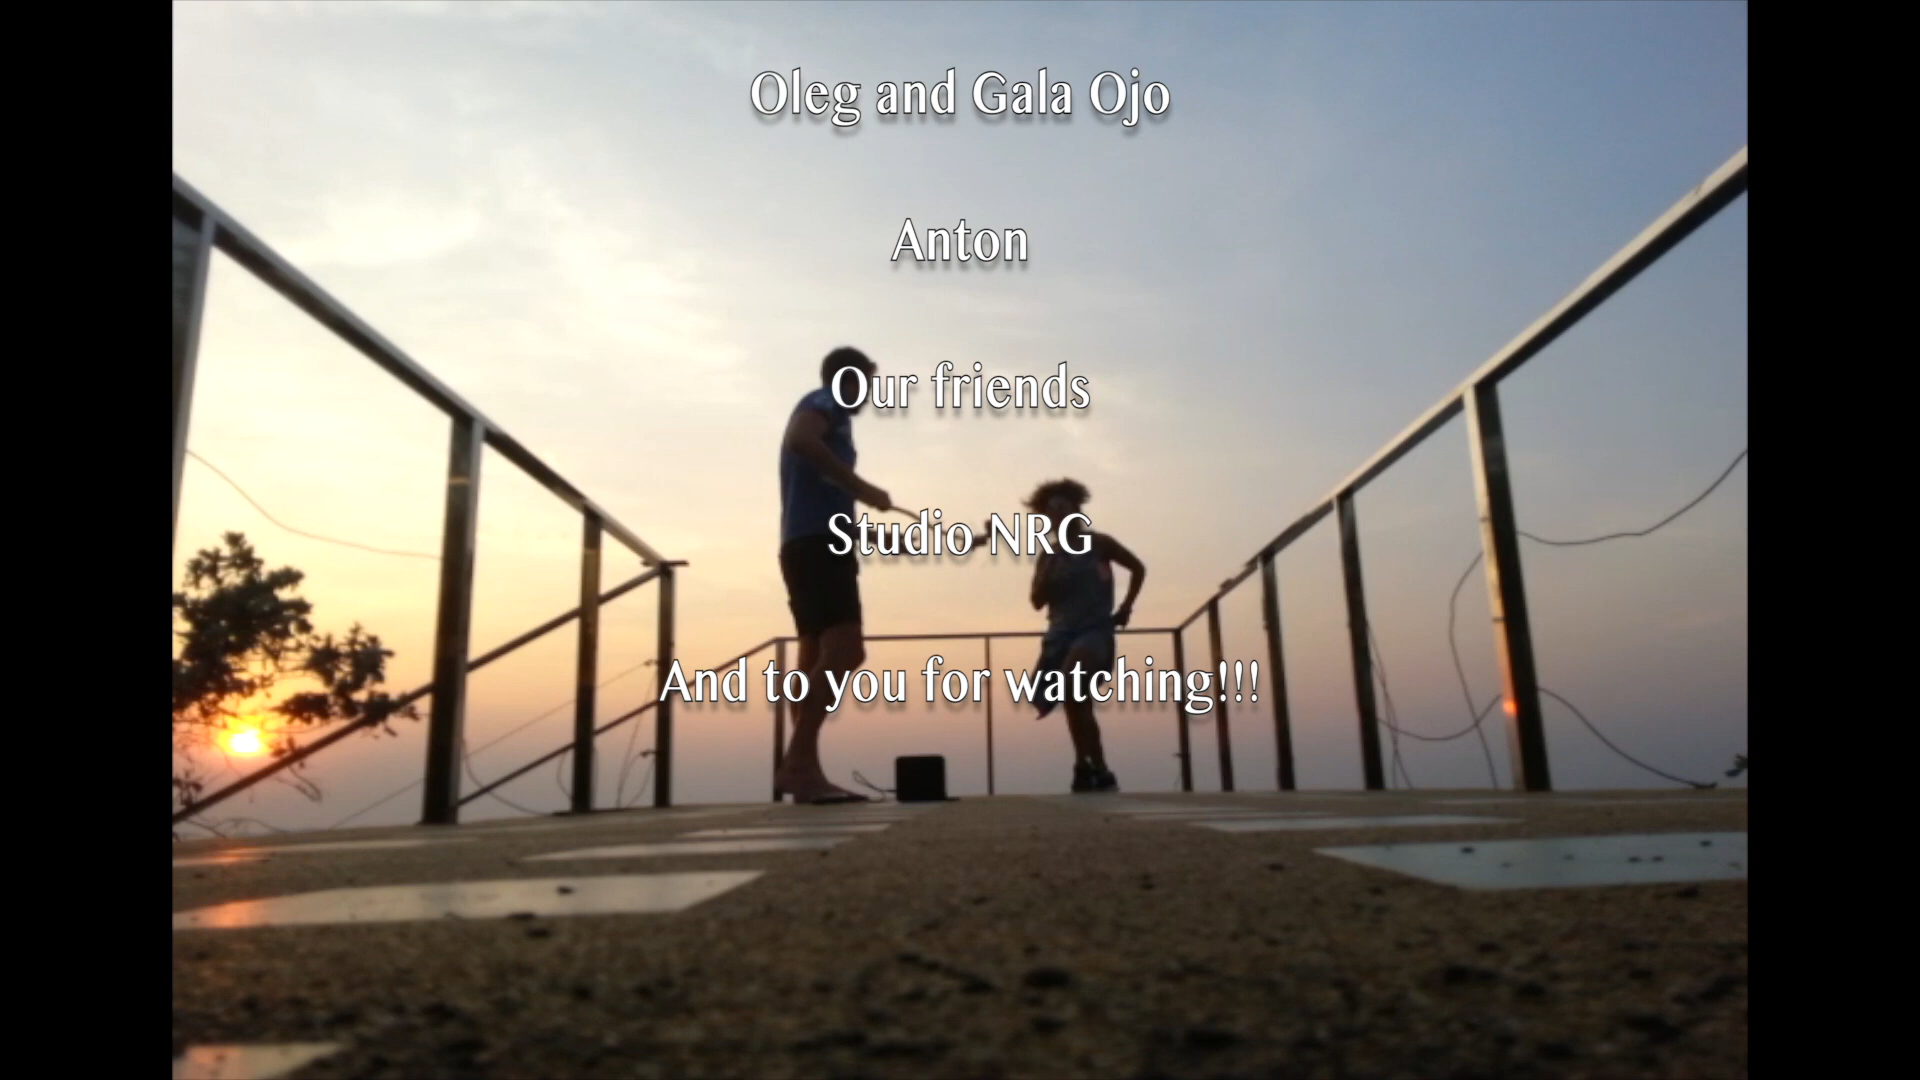 Oleg and Gala Ojo
Anton
Our friends
Studio NRG
And to you for watching!!!